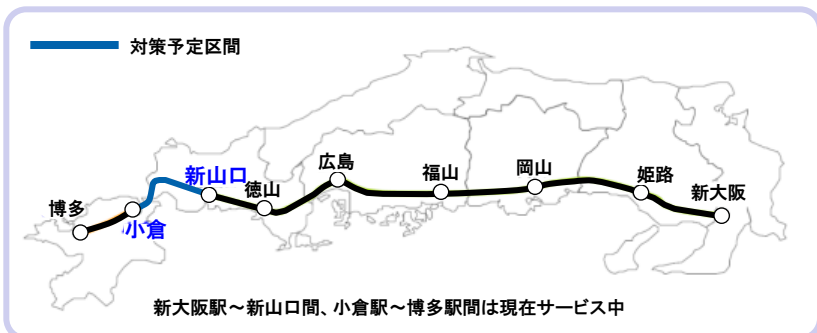 対策予定区間
広島
新山口
徳山
福山
岡山
姫路
新大阪
博多
小倉
新大阪駅~新山口間、小倉駅~博多駅間は現在サービス中